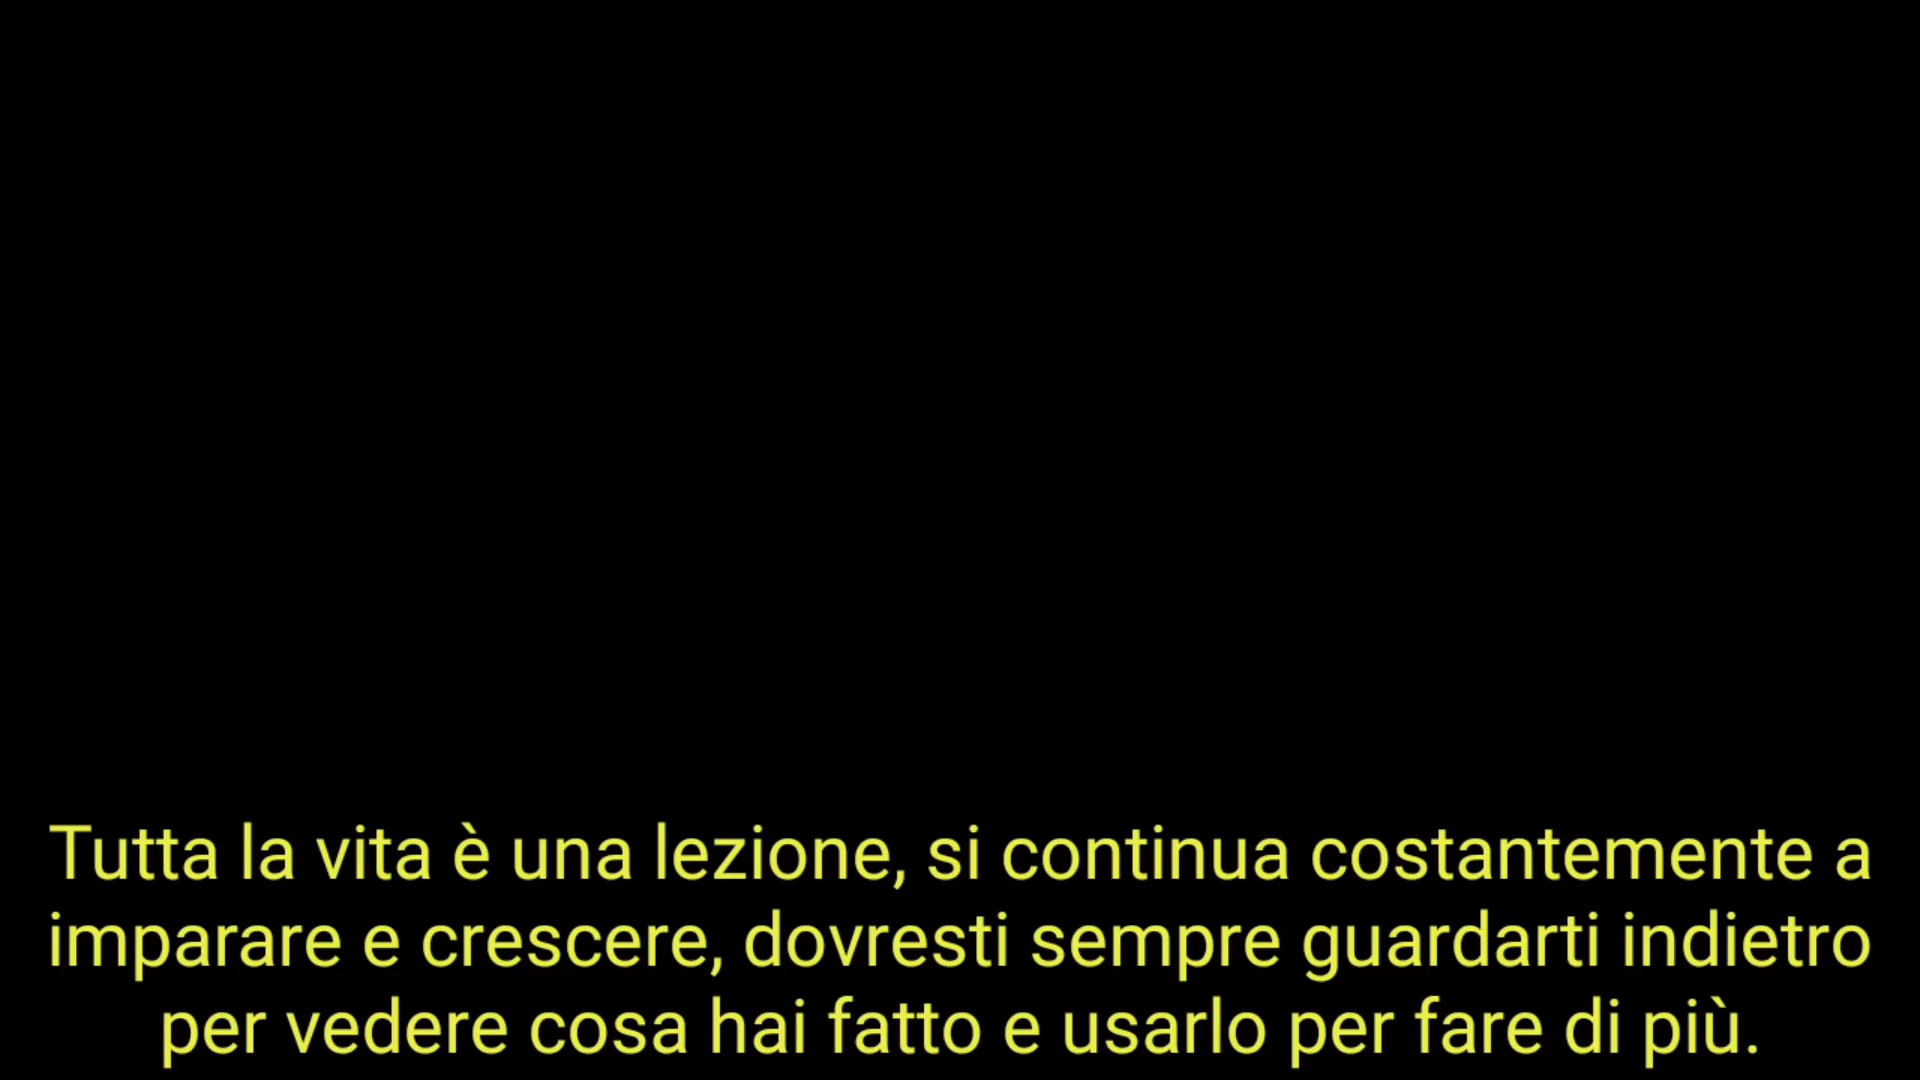 Tutta la vita è una lezione, si continua costantemente a
imparare e crescere, dovresti sempre guardarti indietro
per vedere cosa hai fatto e usarlo per fare di più.